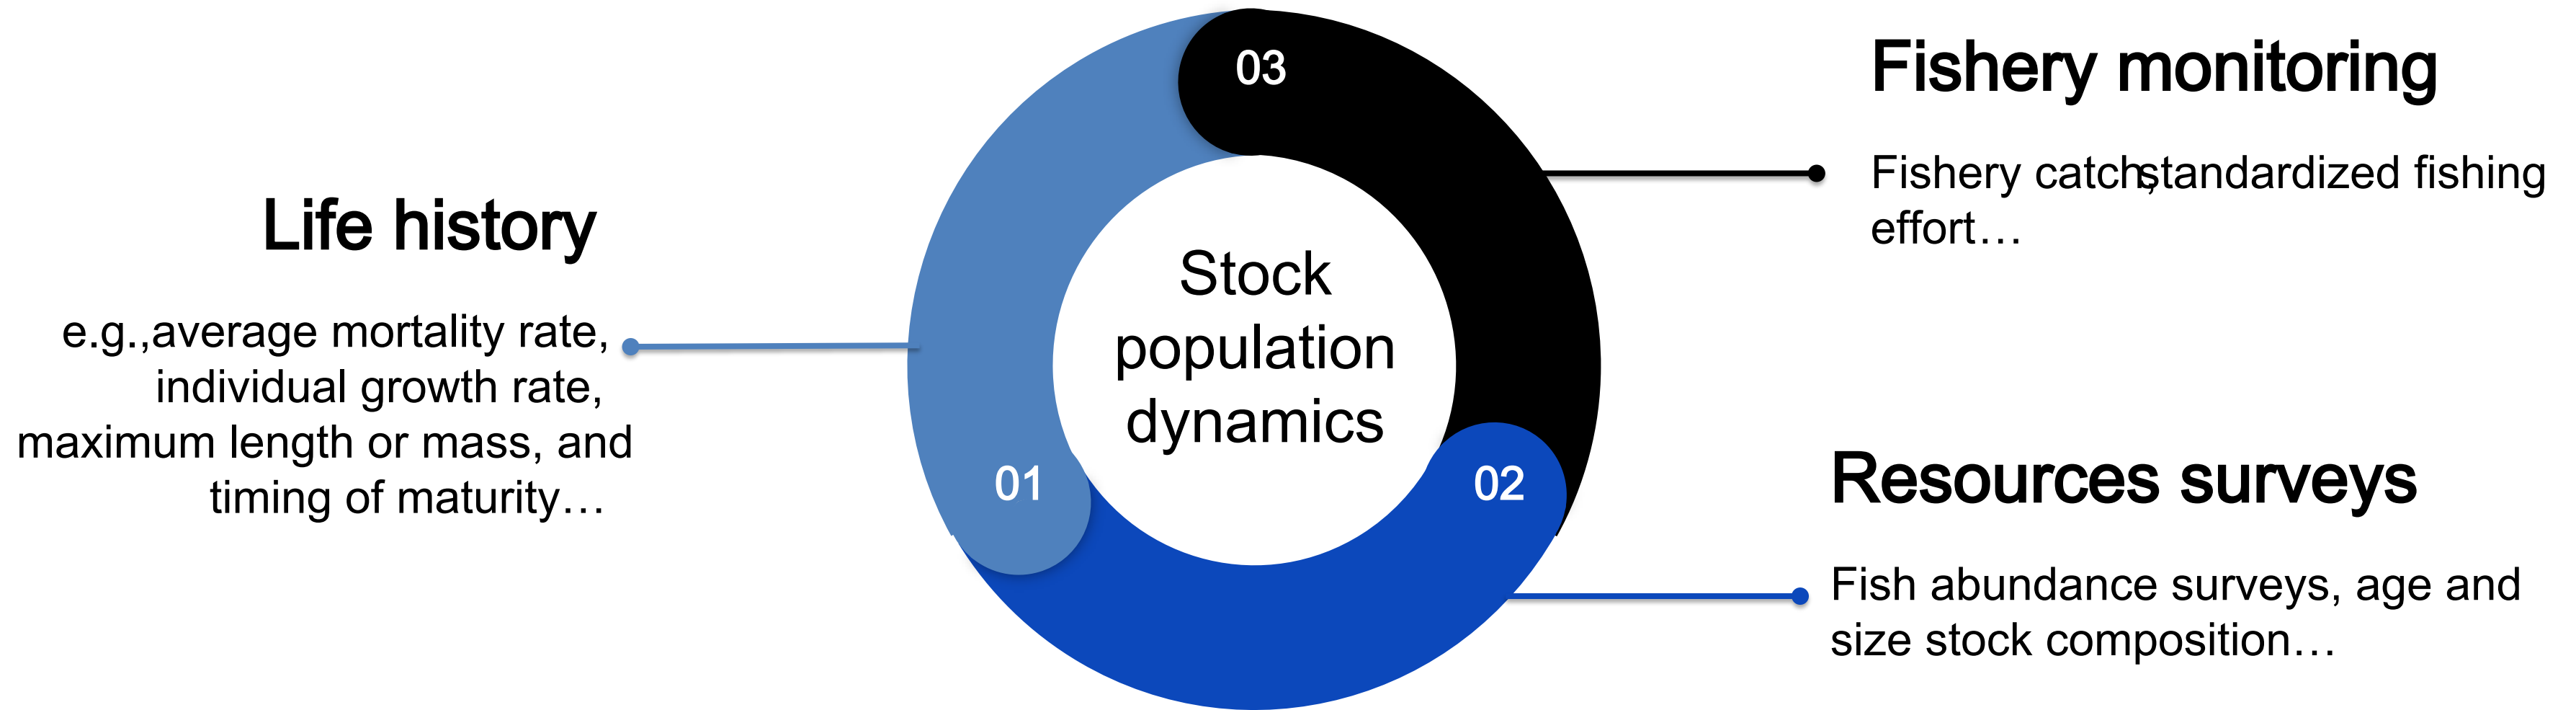 Life history
e.g.,average mortality rate,
individual growth rate,
maximum length or mass, and
timing of maturity…
01
03
Stock
population
dynamics
02
Fishery monitoring
Fishery catch,standardized fishing
effort…
Resources surveys
Fish abundance surveys, age and
size stock composition…